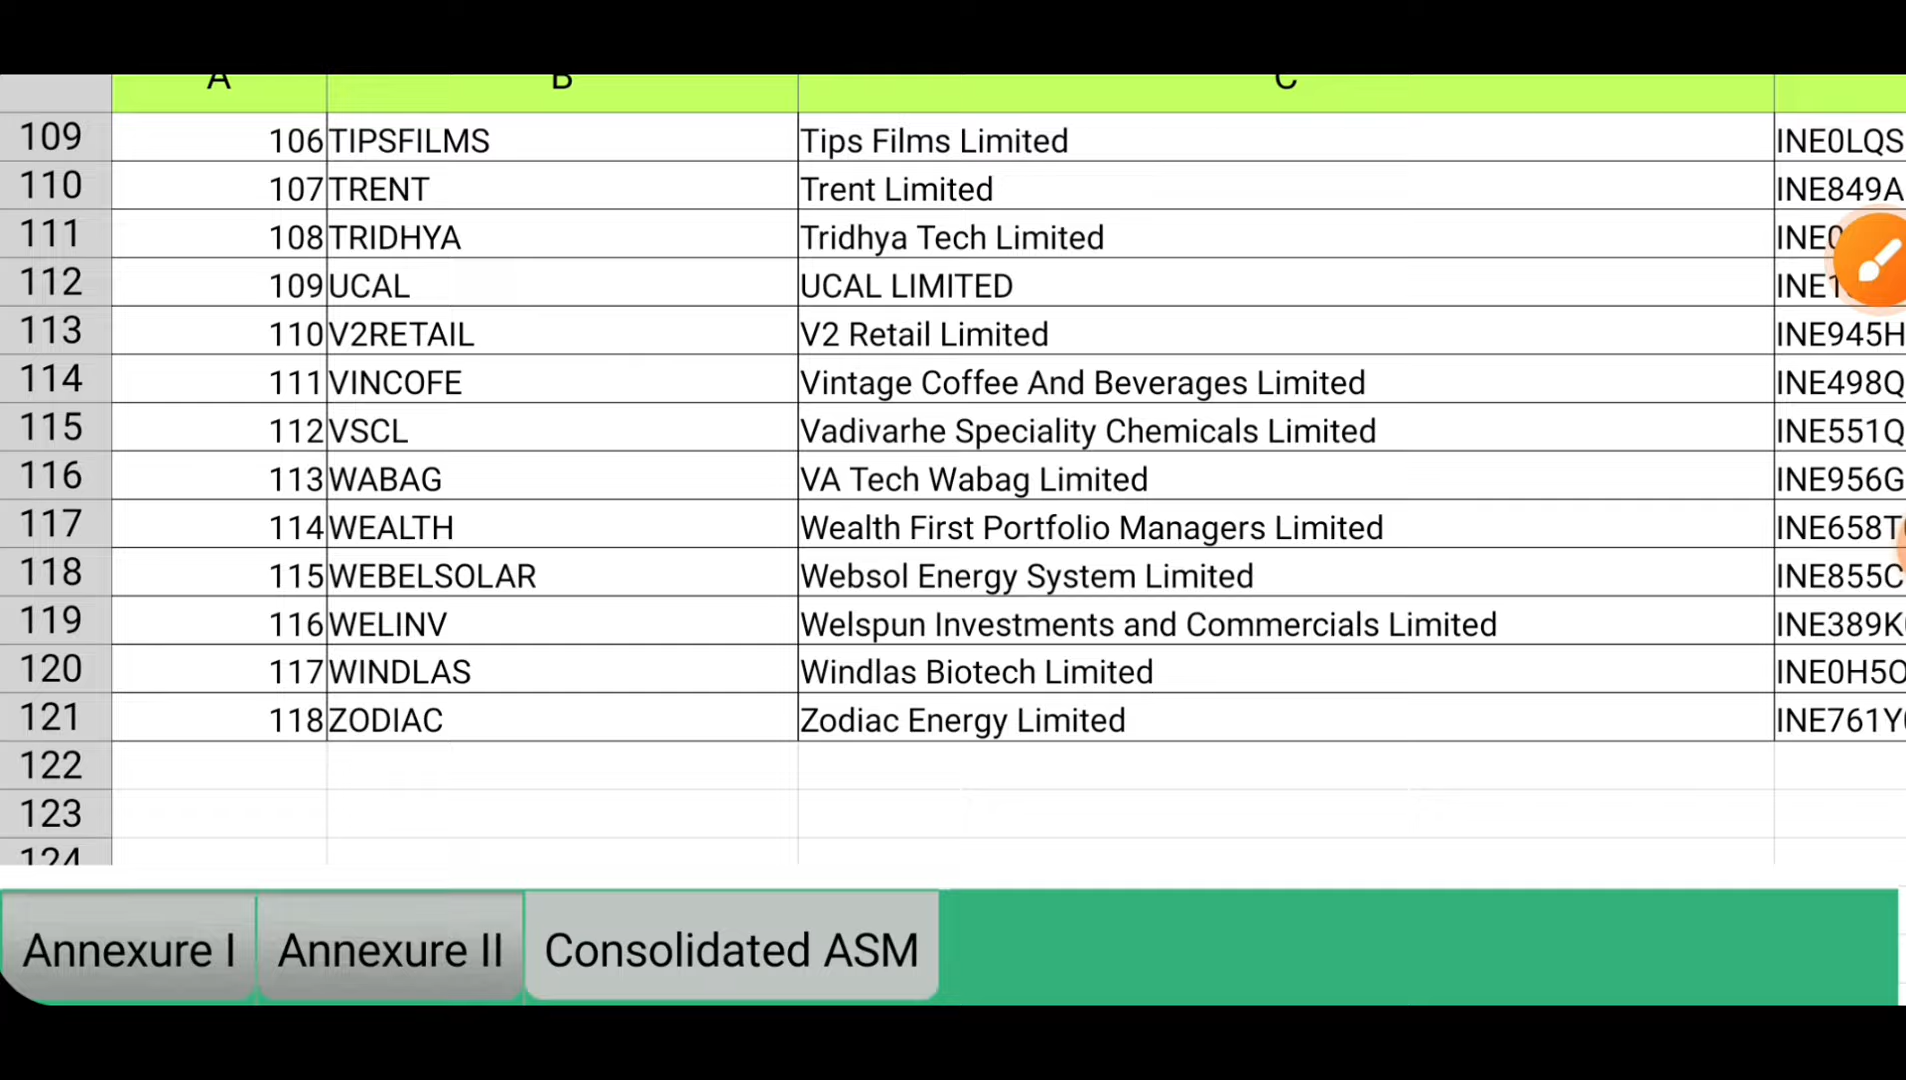 A B C
109 106 TIPSFILMS Tips Films Limited INE0LQS
110 107 TRENT Trent Limited INE849A
111 108 TRIDHYA Tridhya Tech Limited INE0
112 109 UCAL UCAL LIMITED INE1
113 110 V2RETAIL V2 Retail Limited INE945H
114 111 VINCOFE Vintage Coffee And Beverages Limited INE498Q
115 112 VSCL Vadivarhe Speciality Chemicals Limited INE551Q
116 113 WABAG VA Tech Wabag Limited INE956G
117 114 WEALTH Wealth First Portfolio Managers Limited INE658T
118 115 WEBELSOLAR Websol Energy System Limited INE855C
119 116 WELINV Welspun Investments and Commercials Limited INE389K
120 117 WINDLAS Windlas Biotech Limited INE0H5O
121 118 ZODIAC Zodiac Energy Limited INE761Y
122
123
124
Annexure I Annexure II Consolidated ASM